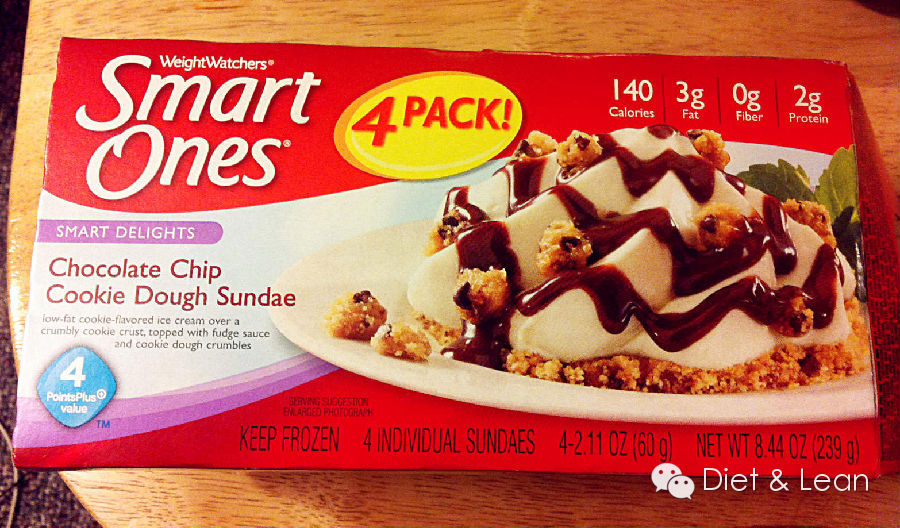 WeightWatchers®
Smart
Ones®
4 PACK!
140 Calories
3g Fat
0g Fiber
2g Protein
SMART DELIGHTS
Chocolate Chip
Cookie Dough Sundae
low-fat cookie-flavored ice cream over a
crumbly cookie crust, topped with fudge sauce
and cookie dough crumbles
4
PointsPlus®
value
TM
SERVING SUGGESTION
ENLARGED PHOTOGRAPH
KEEP FROZEN 4 INDIVIDUAL SUNDAES 4-2.11 OZ (60 g) NET WT 8.44 OZ (239 g)
Diet & Lean